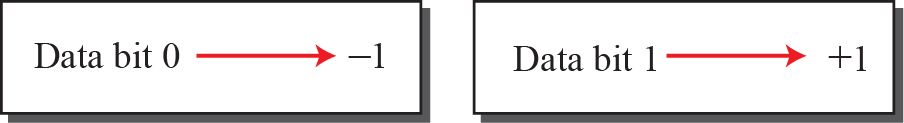 Data bit 0 –1
Data bit 1 +1